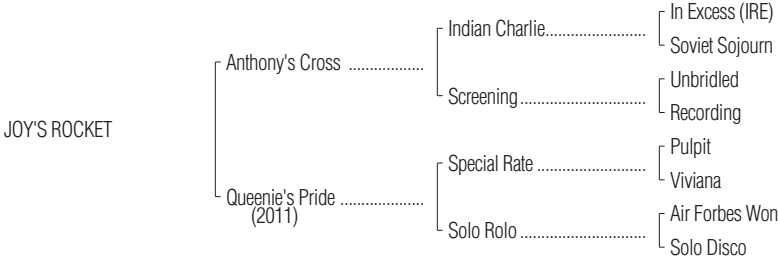 In Excess (IRE)
Indian Charlie........................
Soviet Sojourn
Anthony's Cross ..................
Unbridled
Screening..............................
Recording
JOY'S ROCKET
Pulpit
Special Rate ..........................
Viviana
Queenie's Pride ....................
(2011)
Air Forbes Won
Solo Rolo ...............................
Solo Disco